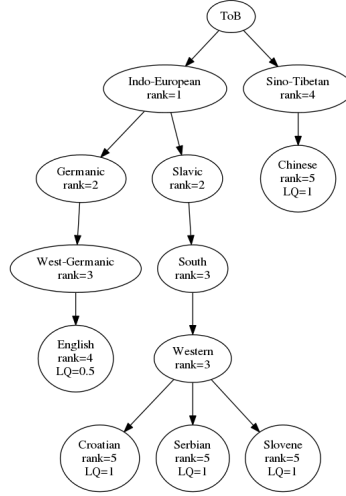 ToB
Indo-European
rank=1
Sino-Tibetan
rank=4
Germanic
rank=2
Slavic
rank=2
Chinese
rank=5
LQ=1
West-Germanic
rank=3
South
rank=3
English
rank=4
LQ=0.5
Western
rank=3
Croatian
rank=5
LQ=1
Serbian
rank=5
LQ=1
Slovene
rank=5
LQ=1